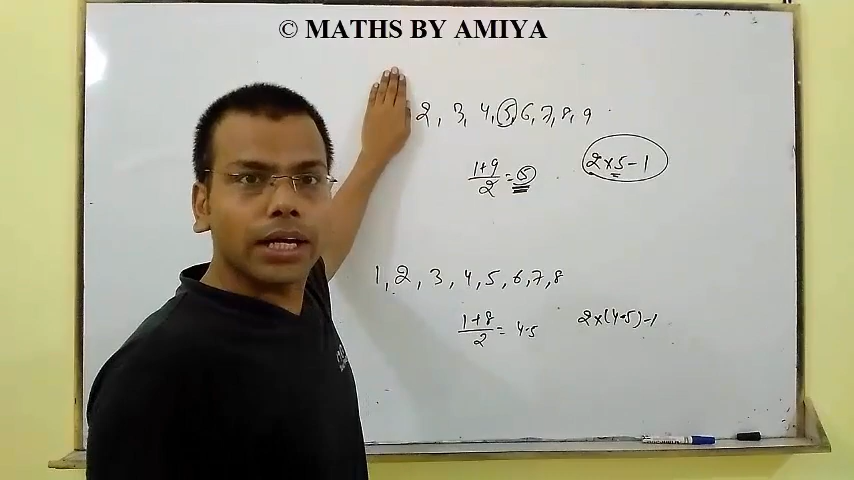 © MATHS BY AMIYA
2, 3, 4, 5, 6, 7, 8, 9
1+9
2
= 5
2×5-1
1, 2, 3, 4, 5, 6, 7, 8
1+8
2
= 4.5
2×(4.5)-1